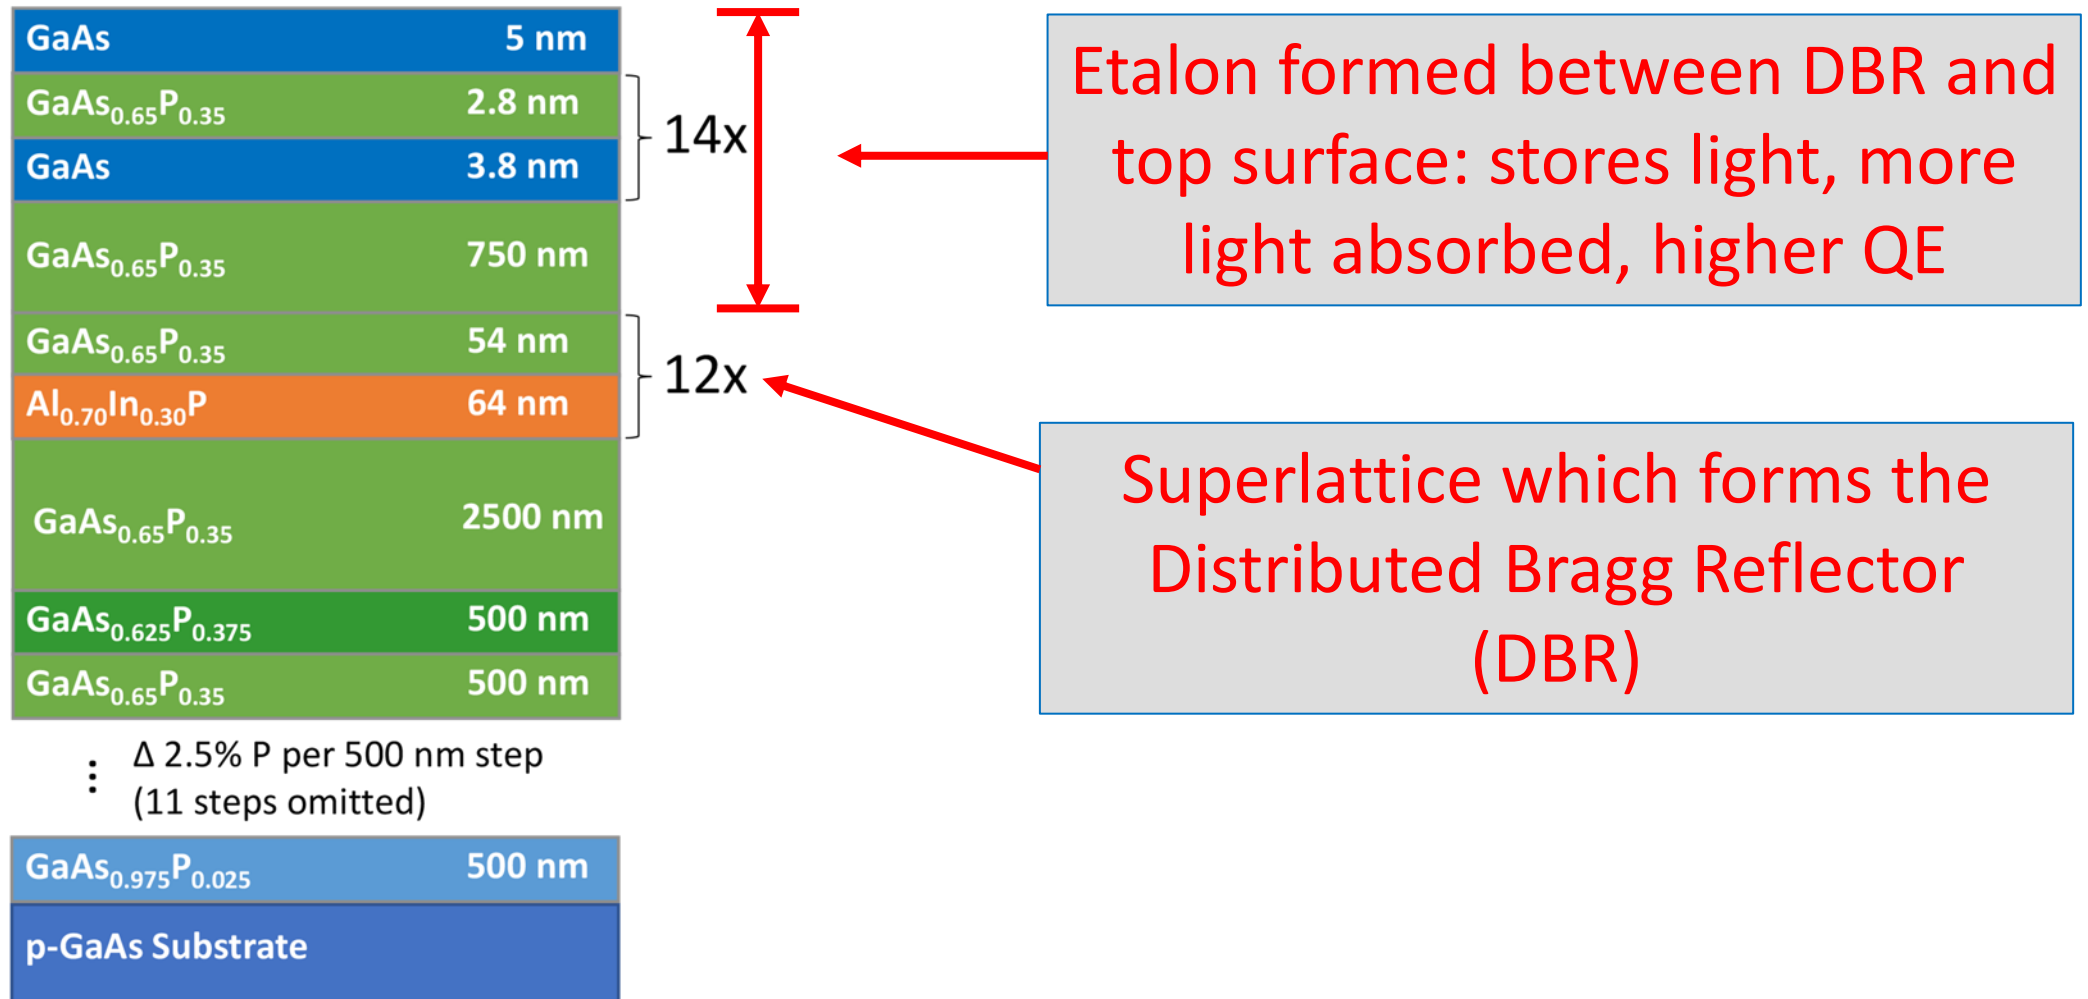 GaAs 5 nm
GaAs₀.₆₅P₀.₃₅ 2.8 nm
GaAs 3.8 nm
14x
GaAs₀.₆₅P₀.₃₅ 750 nm
GaAs₀.₆₅P₀.₃₅ 54 nm
Al₀.₇₀In₀.₃₀P 64 nm
12x
GaAs₀.₆₅P₀.₃₅ 2500 nm
GaAs₀.₆₂₅P₀.₃₇₅ 500 nm
GaAs₀.₆₅P₀.₃₅ 500 nm
⋮ Δ 2.5% P per 500 nm step
(11 steps omitted)
GaAs₀.₉₇₅P₀.₀₂₅ 500 nm
p-GaAs Substrate
Etalon formed between DBR and
top surface: stores light, more
light absorbed, higher QE
Superlattice which forms the
Distributed Bragg Reflector
(DBR)